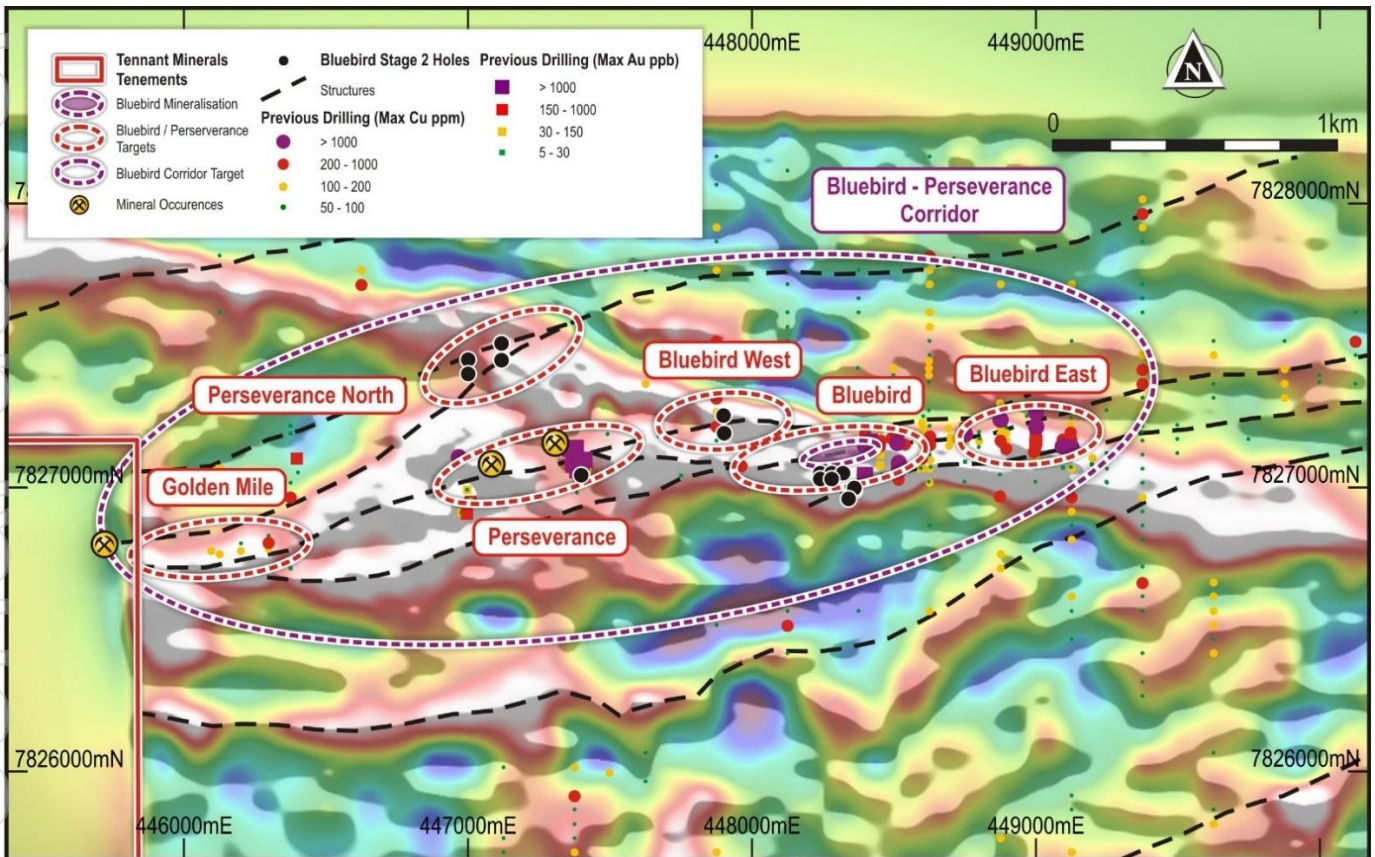 Tennant Minerals
Tenements
Bluebird Mineralisation
Bluebird / Perserverance
Targets
Bluebird Corridor Target
Mineral Occurences
Bluebird Stage 2 Holes
Structures
Previous Drilling (Max Cu ppm)
> 1000
200 - 1000
100 - 200
50 - 100
Previous Drilling (Max Au ppb)
> 1000
150 - 1000
30 - 150
5 - 30
448000mE
449000mE
N
0
1km
7828000mN
Bluebird - Perseverance
Corridor
Bluebird West
Bluebird
Bluebird East
Perseverance North
7827000mN
7827000mN
Golden Mile
Perseverance
7826000mN
7826000mN
446000mE
447000mE
448000mE
449000mE